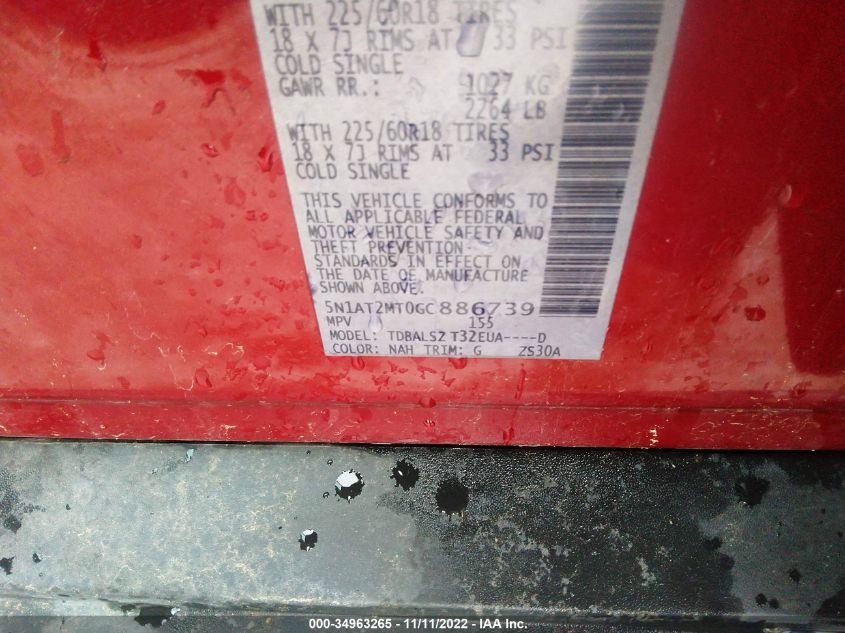 WITH 225/60R18 TIRES
18 X 7J RIMS AT 33 PSI
COLD SINGLE
GAWR RR.: 1027 KG
2264 LB
WITH 225/60R18 TIRES
18 X 7J RIMS AT 33 PSI
COLD SINGLE
THIS VEHICLE CONFORMS TO
ALL APPLICABLE FEDERAL
MOTOR VEHICLE SAFETY AND
THEFT PREVENTION
STANDARDS IN EFFECT ON
THE DATE OF MANUFACTURE
SHOWN ABOVE.
5N1AT2MT0GC886739
MPV 155
MODEL: TDBALSZ T32EUA----D
COLOR: NAH TRIM: G ZS30A
000-34963265 - 11/11/2022 - IAA Inc.